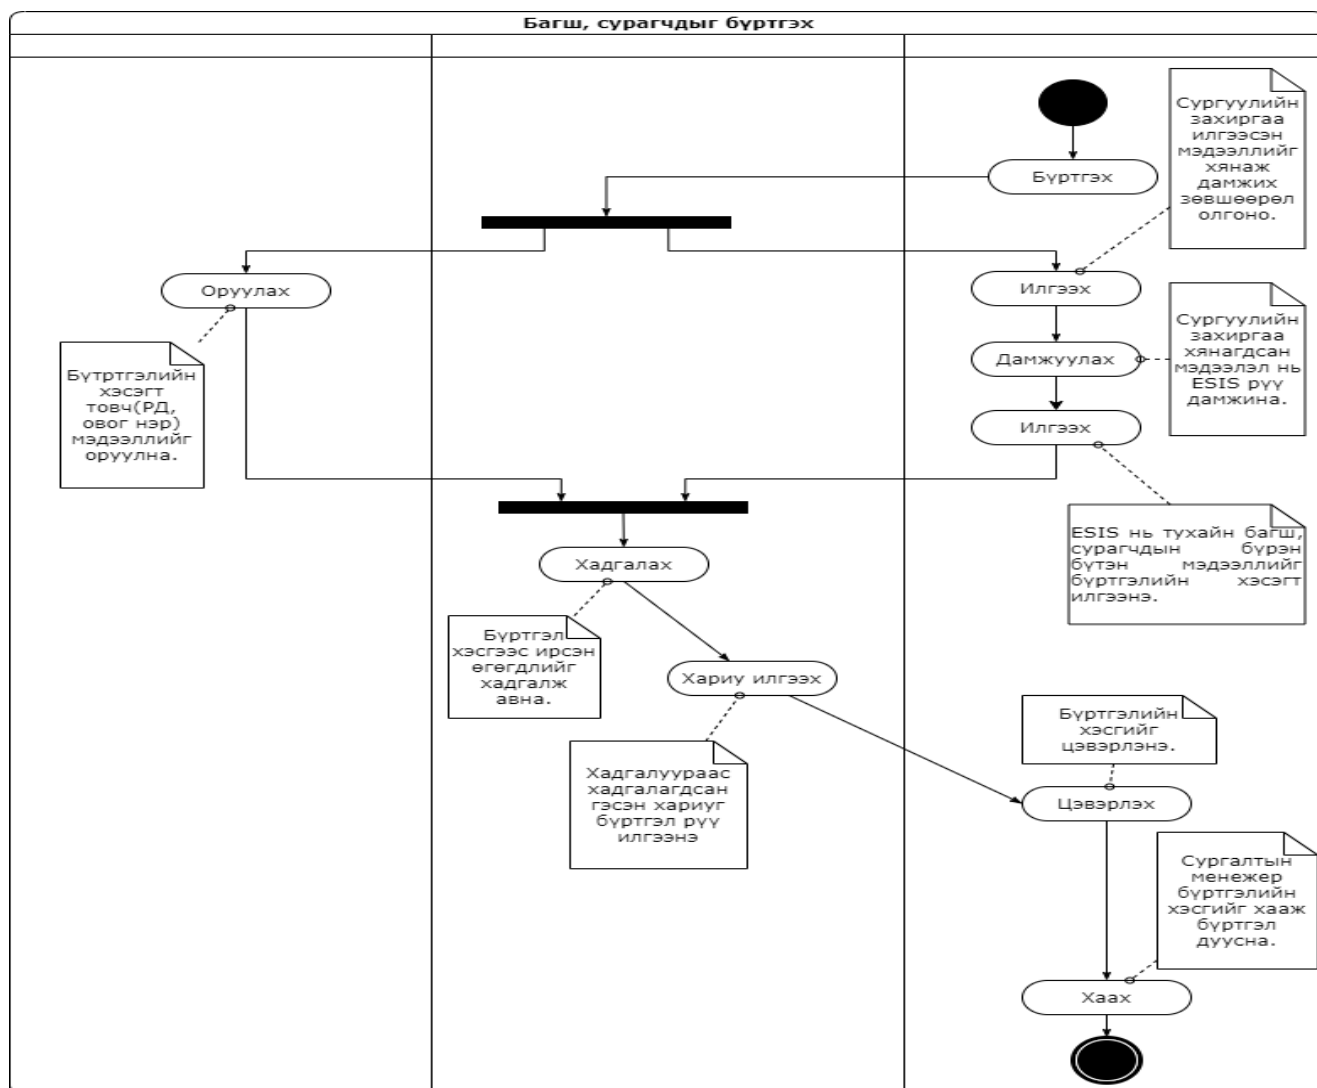 Багш, сурагчдыг бүртгэх
Сургуулийн
захиргаа
илгээсэн
мэдээллийг
хянаж
дамжих
зөвшөөрөл
олгоно.
Бүртгэх
Оруулах
Илгээх
Сургуулийн
захиргаа
хянагдсан
мэдээлэл нь
ESIS рүү
дамжина.
Дамжуулах
Бүтртгэлийн
хэсэгт
товч(РД,
овог нэр)
мэдээллийг
оруулна.
Илгээх
ESIS нь тухайн багш,
сурагчдын бүрэн
бүтэн мэдээллийг
бүртгэлийн хэсэгт
илгээнэ.
Хадгалах
Бүртгэл
хэсгээс ирсэн
өгөгдлийг
хадгалж
авна.
Хариу илгээх
Бүртгэлийн
хэсгийг
цэвэрлэнэ.
Хадгалуураас
хадгалагдсан
гэсэн хариуг
бүртгэл рүү
илгээнэ
Цэвэрлэх
Сургалтын
менежер
бүртгэлийн
хэсгийг хааж
бүртгэл
дуусна.
Хаах